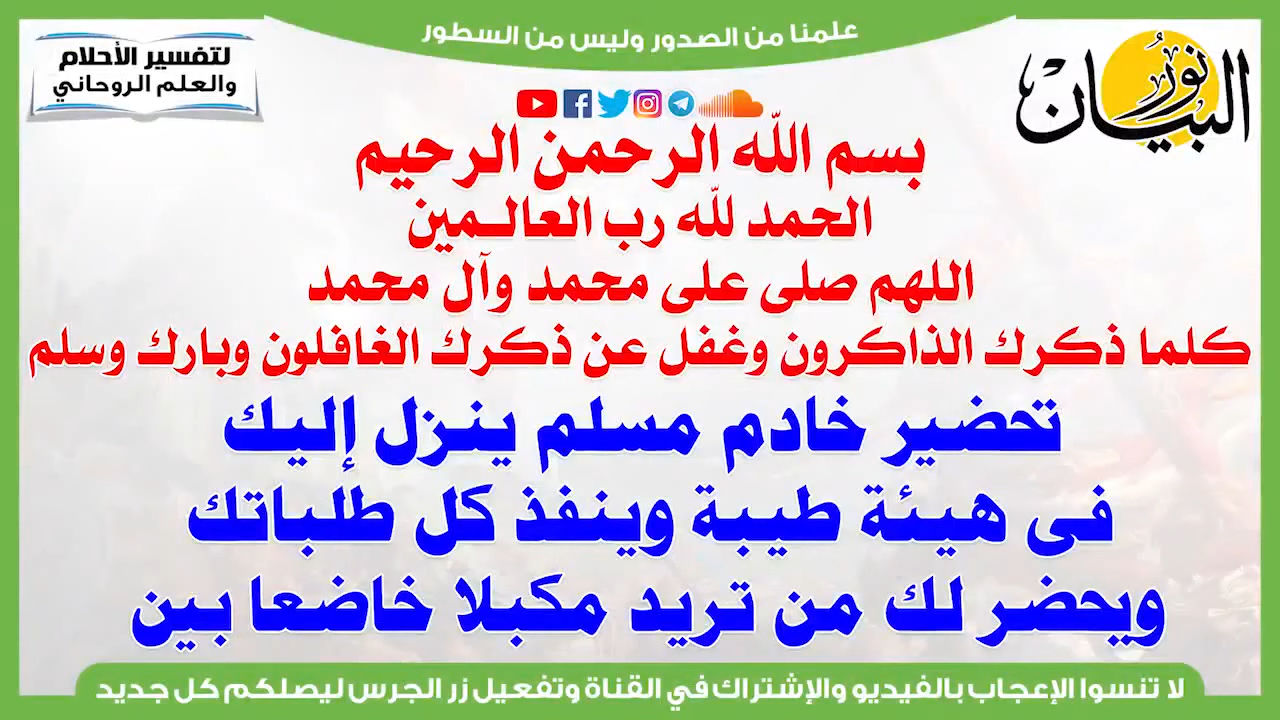 علمنا من الصدور وليس من السطور
لتفسير الأحلام
والعلم الروحاني
نور
البيان
بسم الله الرحمن الرحيم
الحمد لله رب العالـمين
اللهم صلى على محمد وآل محمد
كلما ذكرك الذاكرون وغفل عن ذكرك الغافلون وبارك وسلم
تحضير خادم مسلم ينزل إليك
فى هيئة طيبة وينفذ كل طلباتك
ويحضر لك من تريد مكبلا خاضعا بين
لا تنسوا الإعجاب بالفيديو والإشتراك في القناة وتفعيل زر الجرس ليصلكم كل جديد